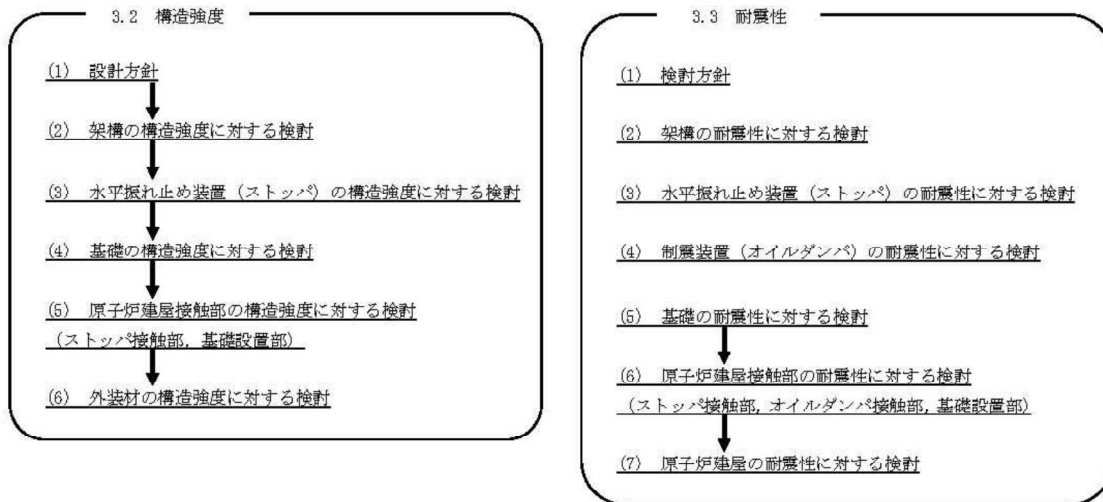 3.2 構造強度
(1) 設計方針
(2) 架構の構造強度に対する検討
(3) 水平振れ止め装置（ストッパ）の構造強度に対する検討
(4) 基礎の構造強度に対する検討
(5) 原子炉建屋接触部の構造強度に対する検討
（ストッパ接触部，基礎設置部）
(6) 外装材の構造強度に対する検討
3.3 耐震性
(1) 検討方針
(2) 架構の耐震性に対する検討
(3) 水平振れ止め装置（ストッパ）の耐震性に対する検討
(4) 制震装置（オイルダンパ）の耐震性に対する検討
(5) 基礎の耐震性に対する検討
(6) 原子炉建屋接触部の耐震性に対する検討
（ストッパ接触部，オイルダンパ接触部，基礎設置部）
(7) 原子炉建屋の耐震性に対する検討